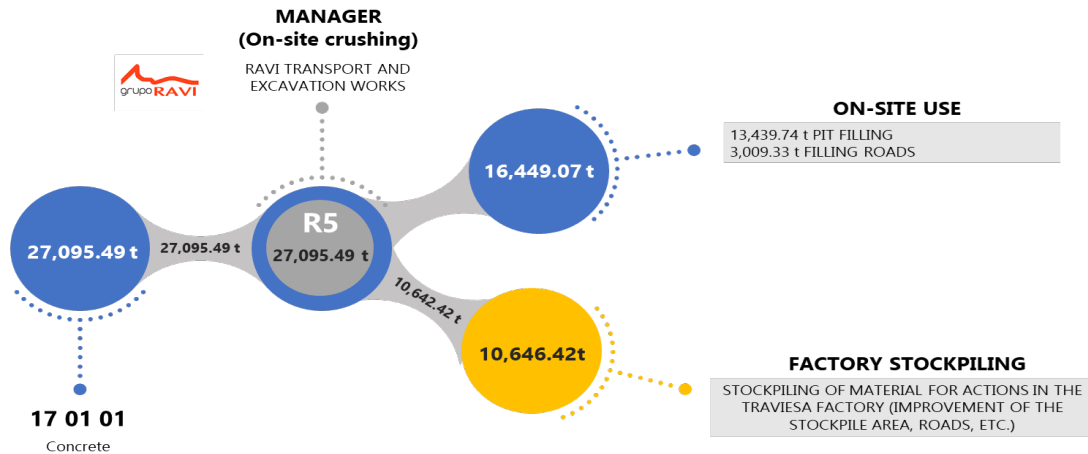 MANAGER
(On-site crushing)
RAVI TRANSPORT AND
EXCAVATION WORKS
grupoRAVI
ON-SITE USE
13,439.74 t PIT FILLING
3,009.33 t FILLING ROADS
16,449.07 t
27,095.49 t
27,095.49 t
R5
27,095.49 t
10,642.42 t
10,646.42t
FACTORY STOCKPILING
STOCKPILING OF MATERIAL FOR ACTIONS IN THE
TRAVIESA FACTORY (IMPROVEMENT OF THE
STOCKPILE AREA, ROADS, ETC.)
17 01 01
Concrete